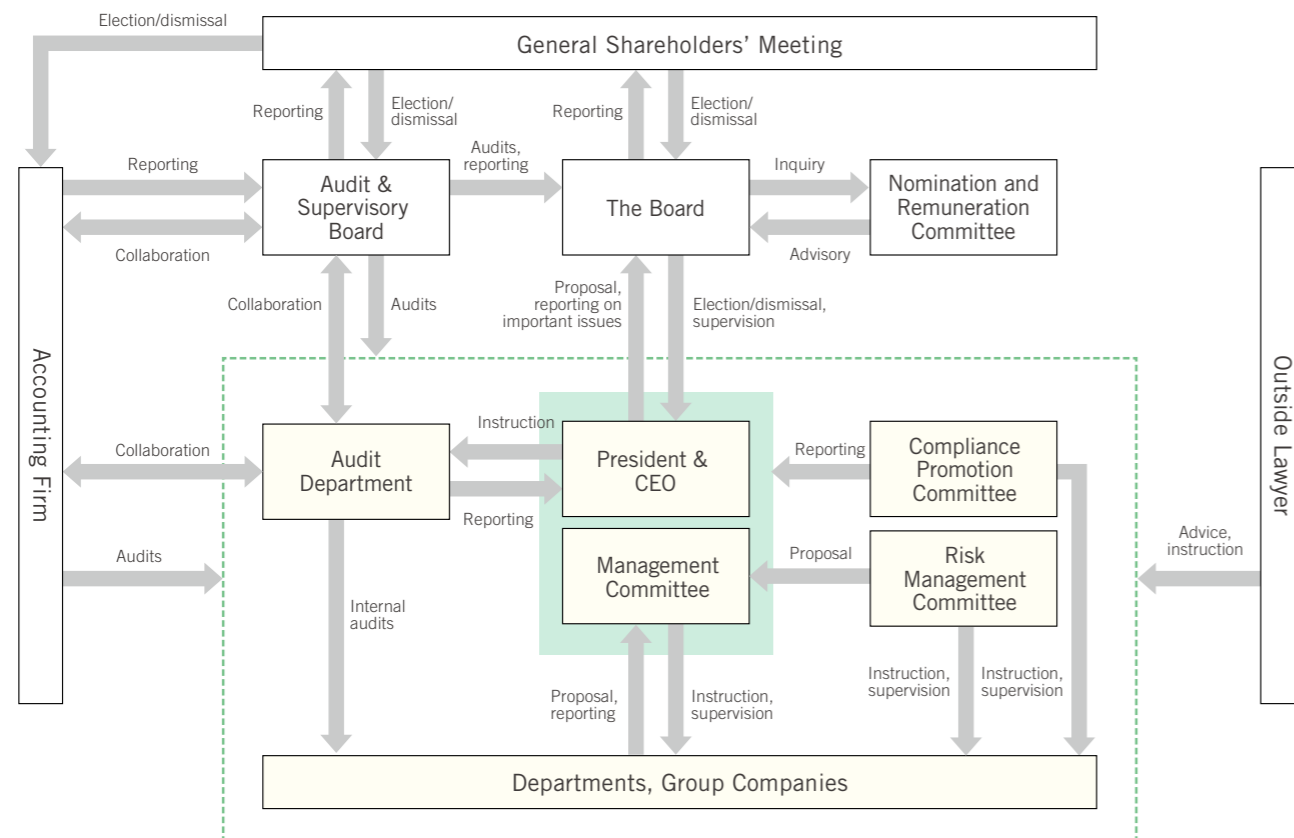 Election/dismissal
General Shareholders’ Meeting
Reporting
Election/
dismissal
Reporting
Election/
dismissal
Reporting
Audits,
reporting
Inquiry
Audit &
Supervisory
Board
The Board
Nomination and
Remuneration
Committee
Collaboration
Advisory
Collaboration
Audits
Proposal,
reporting on
important issues
Election/dismissal,
supervision
Accounting Firm
Outside Lawyer
Collaboration
Audit
Department
Instruction
Reporting
President &
CEO
Reporting
Compliance
Promotion
Committee
Audits
Internal
audits
Management
Committee
Proposal
Risk
Management
Committee
Advice,
instruction
Proposal,
reporting
Instruction,
supervision
Instruction,
supervision
Instruction,
supervision
Departments, Group Companies